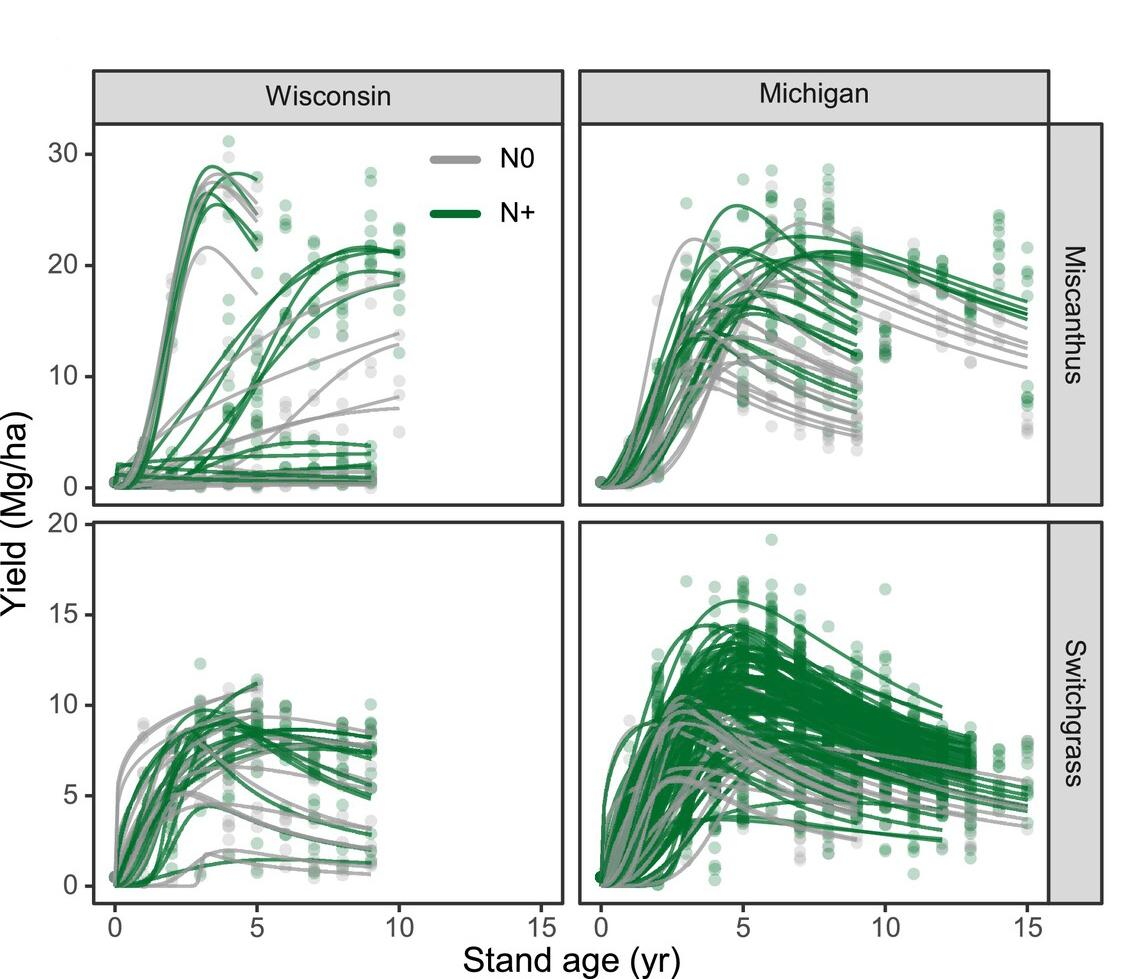 Wisconsin
Michigan
N0
N+
Miscanthus
Switchgrass
Yield (Mg/ha)
30
20
10
0
20
15
10
5
0
0 5 10 15
0 5 10 15
Stand age (yr)